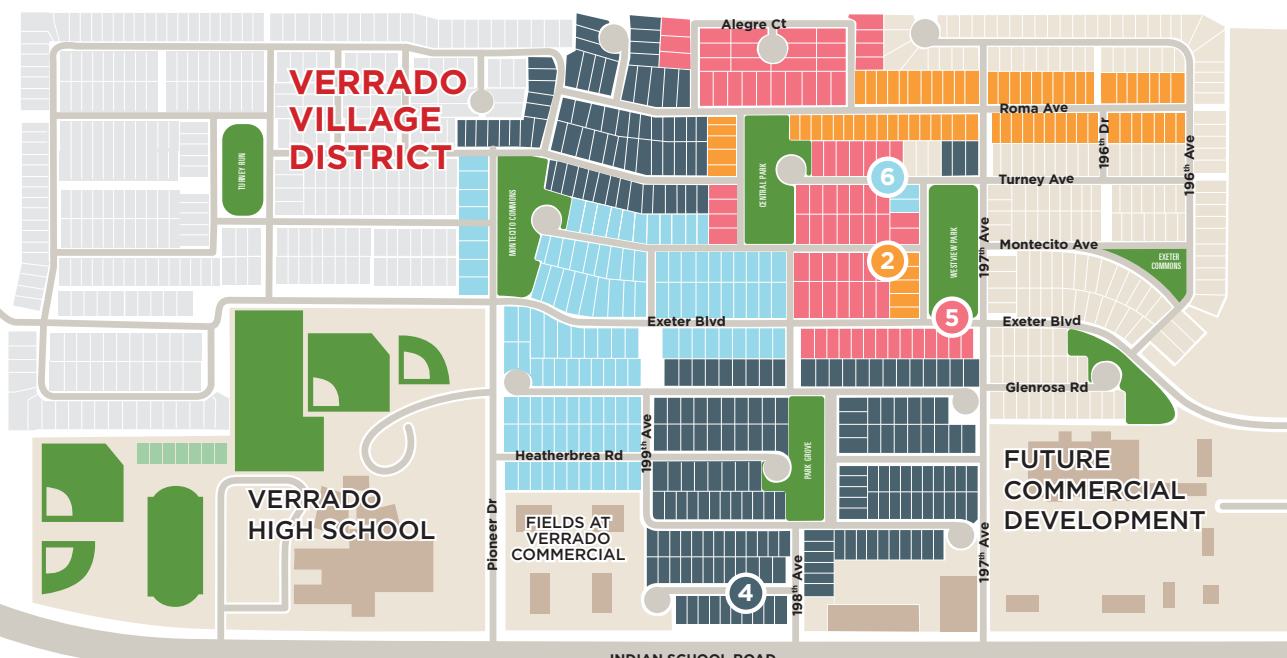 Alegre Ct
VERRADO
VILLAGE
DISTRICT
Roma Ave
196th Dr
196th Ave
TURNEY RUN
CENTRAL PARK
6
Turney Ave
MONTECITO COMMONS
WESTVIEW PARK
197th Ave
Montecito Ave
EXETER
COMMONS
2
5
Exeter Blvd
Exeter Blvd
Glenrosa Rd
199th Ave
Heatherbrea Rd
PARK GROVE
VERRADO
HIGH SCHOOL
FUTURE
COMMERCIAL
DEVELOPMENT
Pioneer Dr
FIELDS AT
VERRADO
COMMERCIAL
197th Ave
198th Ave
4
INDIAN SCHOOL ROAD